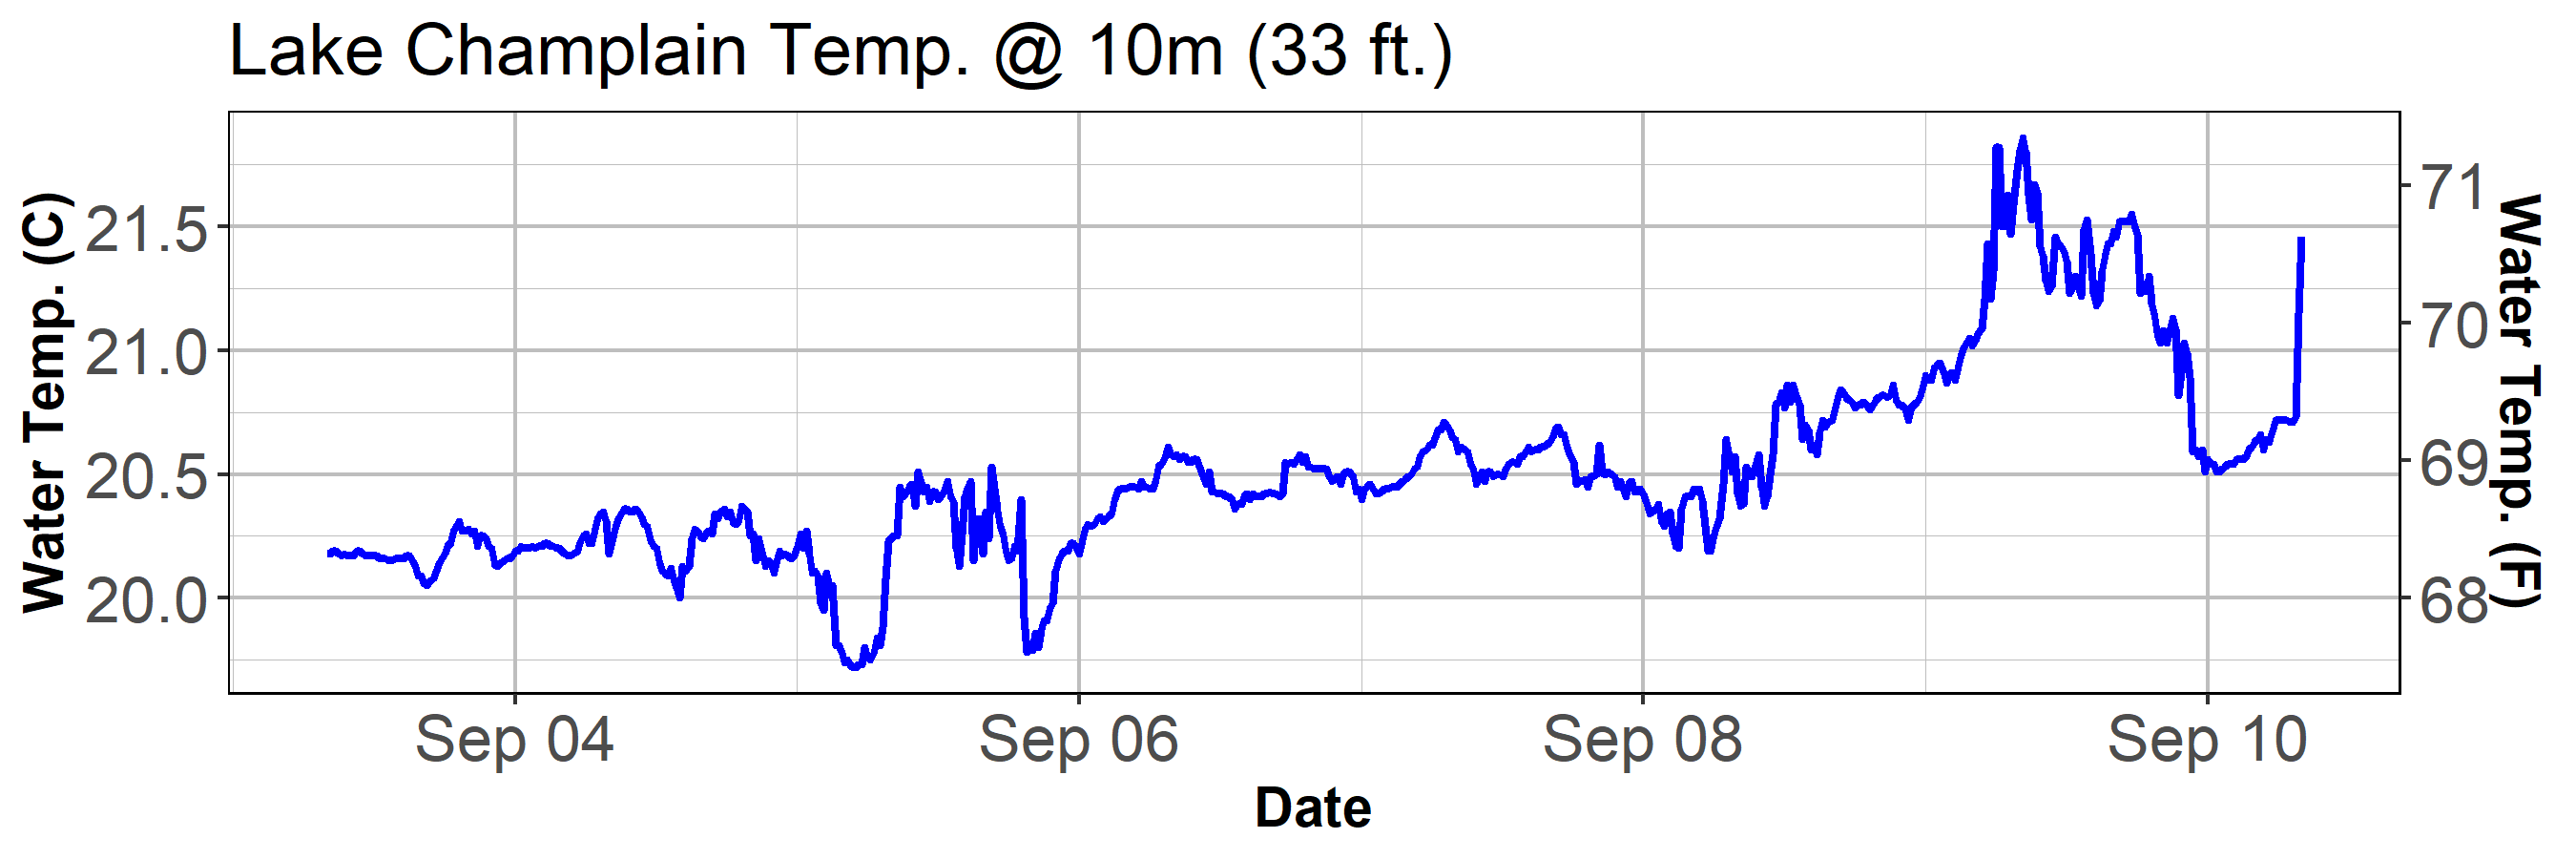 Lake Champlain Temp. @ 10m (33 ft.)
Water Temp. (C)
21.5
21.0
20.5
20.0
71
70
69
68
Water Temp. (F)
Sep 04
Sep 06
Sep 08
Sep 10
Date